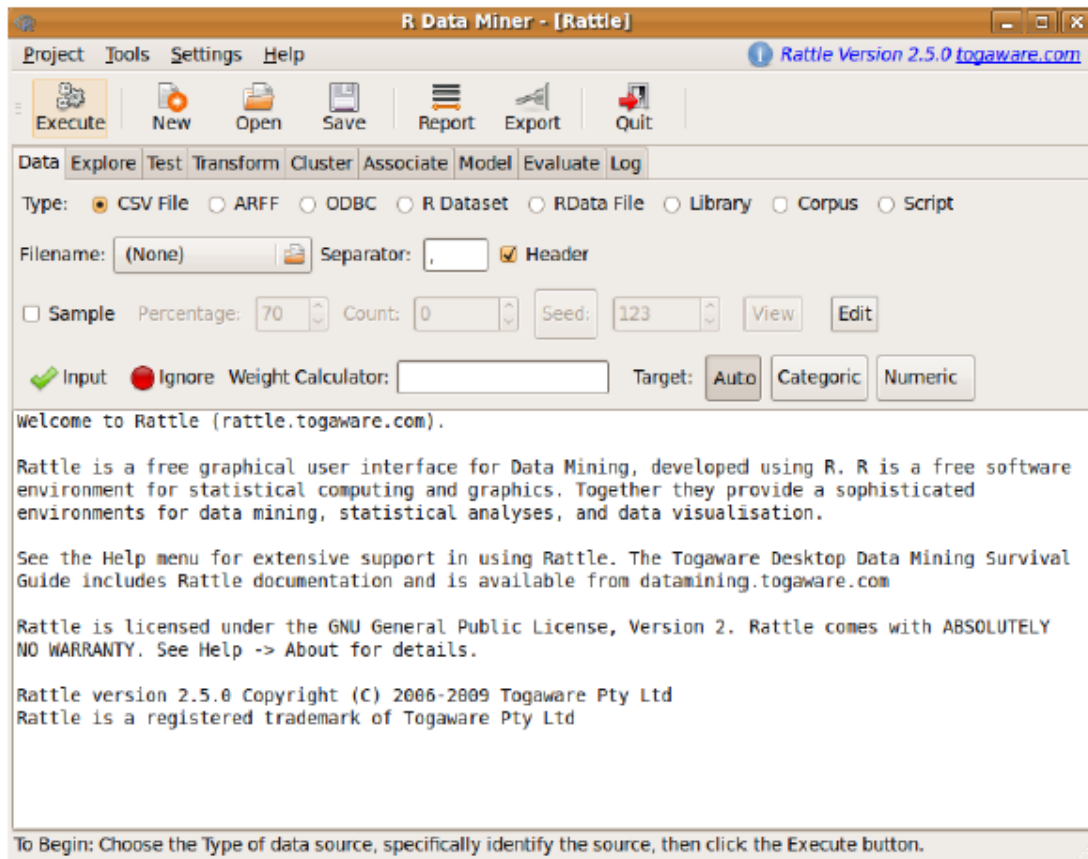 R Data Miner - [Rattle]
Project Tools Settings Help Rattle Version 2.5.0 togaware.com
Execute New Open Save Report Export Quit
Data Explore Test Transform Cluster Associate Model Evaluate Log
Type: CSV File ARFF ODBC R Dataset RData File Library Corpus Script
Filename: (None) Separator: , Header
Sample Percentage: 70 Count: 0 Seed: 123 View Edit
Input Ignore Weight Calculator: Target: Auto Categoric Numeric
Welcome to Rattle (rattle.togaware.com).
Rattle is a free graphical user interface for Data Mining, developed using R. R is a free software
environment for statistical computing and graphics. Together they provide a sophisticated
environments for data mining, statistical analyses, and data visualisation.
See the Help menu for extensive support in using Rattle. The Togaware Desktop Data Mining Survival
Guide includes Rattle documentation and is available from datamining.togaware.com
Rattle is licensed under the GNU General Public License, Version 2. Rattle comes with ABSOLUTELY
NO WARRANTY. See Help -> About for details.
Rattle version 2.5.0 Copyright (C) 2006-2009 Togaware Pty Ltd
Rattle is a registered trademark of Togaware Pty Ltd
To Begin: Choose the Type of data source, specifically identify the source, then click the Execute button.